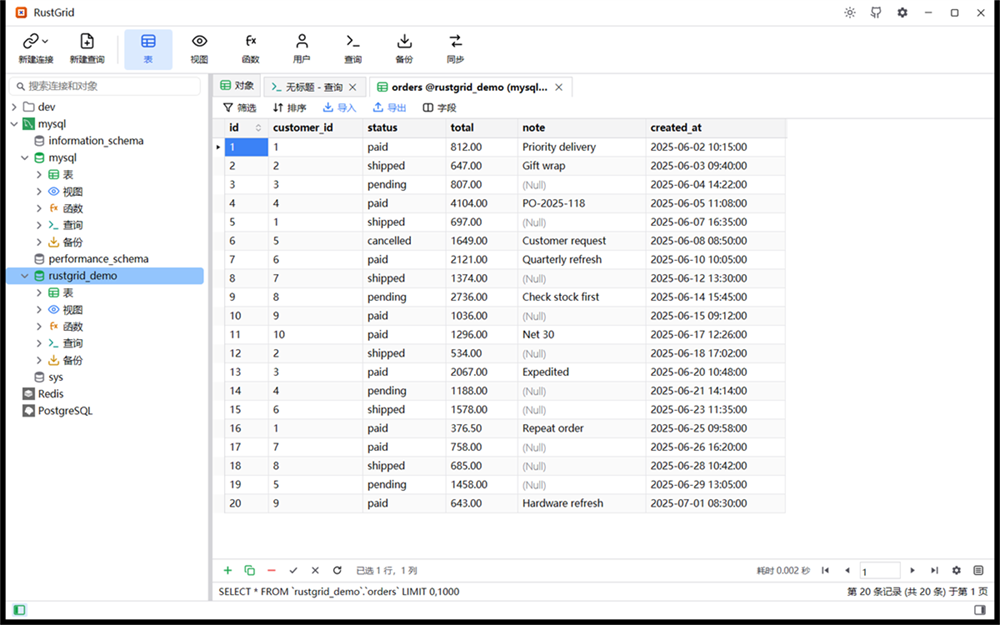 RustGrid
新建连接 新建查询 表 视图 函数 用户 查询 备份 同步
搜索连接和对象
dev
mysql
information_schema
mysql
表
视图
函数
查询
备份
performance_schema
rustgrid_demo
表
视图
函数
查询
备份
sys
Redis
PostgreSQL
对象 无标题 - 查询 orders @rustgrid_demo (mysql...
筛选 排序 导入 导出 字段
id customer_id status total note created_at
1 1 paid 812.00 Priority delivery 2025-06-02 10:15:00
2 2 shipped 647.00 Gift wrap 2025-06-03 09:40:00
3 3 pending 807.00 (Null) 2025-06-04 14:22:00
4 4 paid 4104.00 PO-2025-118 2025-06-05 11:08:00
5 1 shipped 697.00 (Null) 2025-06-07 16:35:00
6 5 cancelled 1649.00 Customer request 2025-06-08 08:50:00
7 6 paid 2121.00 Quarterly refresh 2025-06-10 10:05:00
8 7 shipped 1374.00 (Null) 2025-06-12 13:30:00
9 8 pending 2736.00 Check stock first 2025-06-14 15:45:00
10 9 paid 1036.00 (Null) 2025-06-15 09:12:00
11 10 paid 1296.00 Net 30 2025-06-17 12:26:00
12 2 shipped 534.00 (Null) 2025-06-18 17:02:00
13 3 paid 2067.00 Expedited 2025-06-20 10:48:00
14 4 pending 1188.00 (Null) 2025-06-21 14:14:00
15 6 shipped 1578.00 (Null) 2025-06-23 11:35:00
16 1 paid 376.50 Repeat order 2025-06-25 09:58:00
17 7 paid 758.00 (Null) 2025-06-26 16:20:00
18 8 shipped 685.00 (Null) 2025-06-28 10:42:00
19 5 pending 1458.00 (Null) 2025-06-29 13:05:00
20 9 paid 643.00 Hardware refresh 2025-07-01 08:30:00
已选 1 行，1 列 耗时 0.002 秒 1
SELECT * FROM `rustgrid_demo`.`orders` LIMIT 0,1000 第 20 条记录 (共 20 条) 于第 1 页